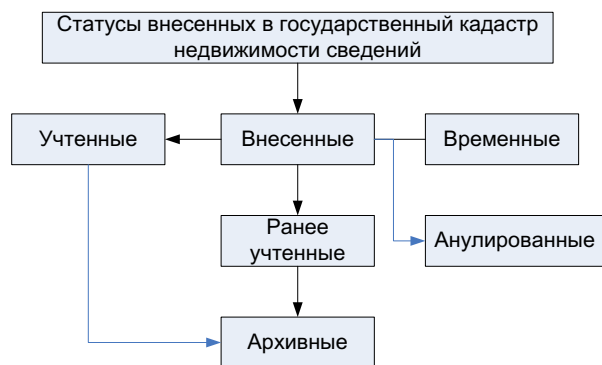 Статусы внесенных в государственный кадастр
недвижимости сведений
Учтенные
Внесенные
Временные
Ранее
учтенные
Анулированные
Архивные